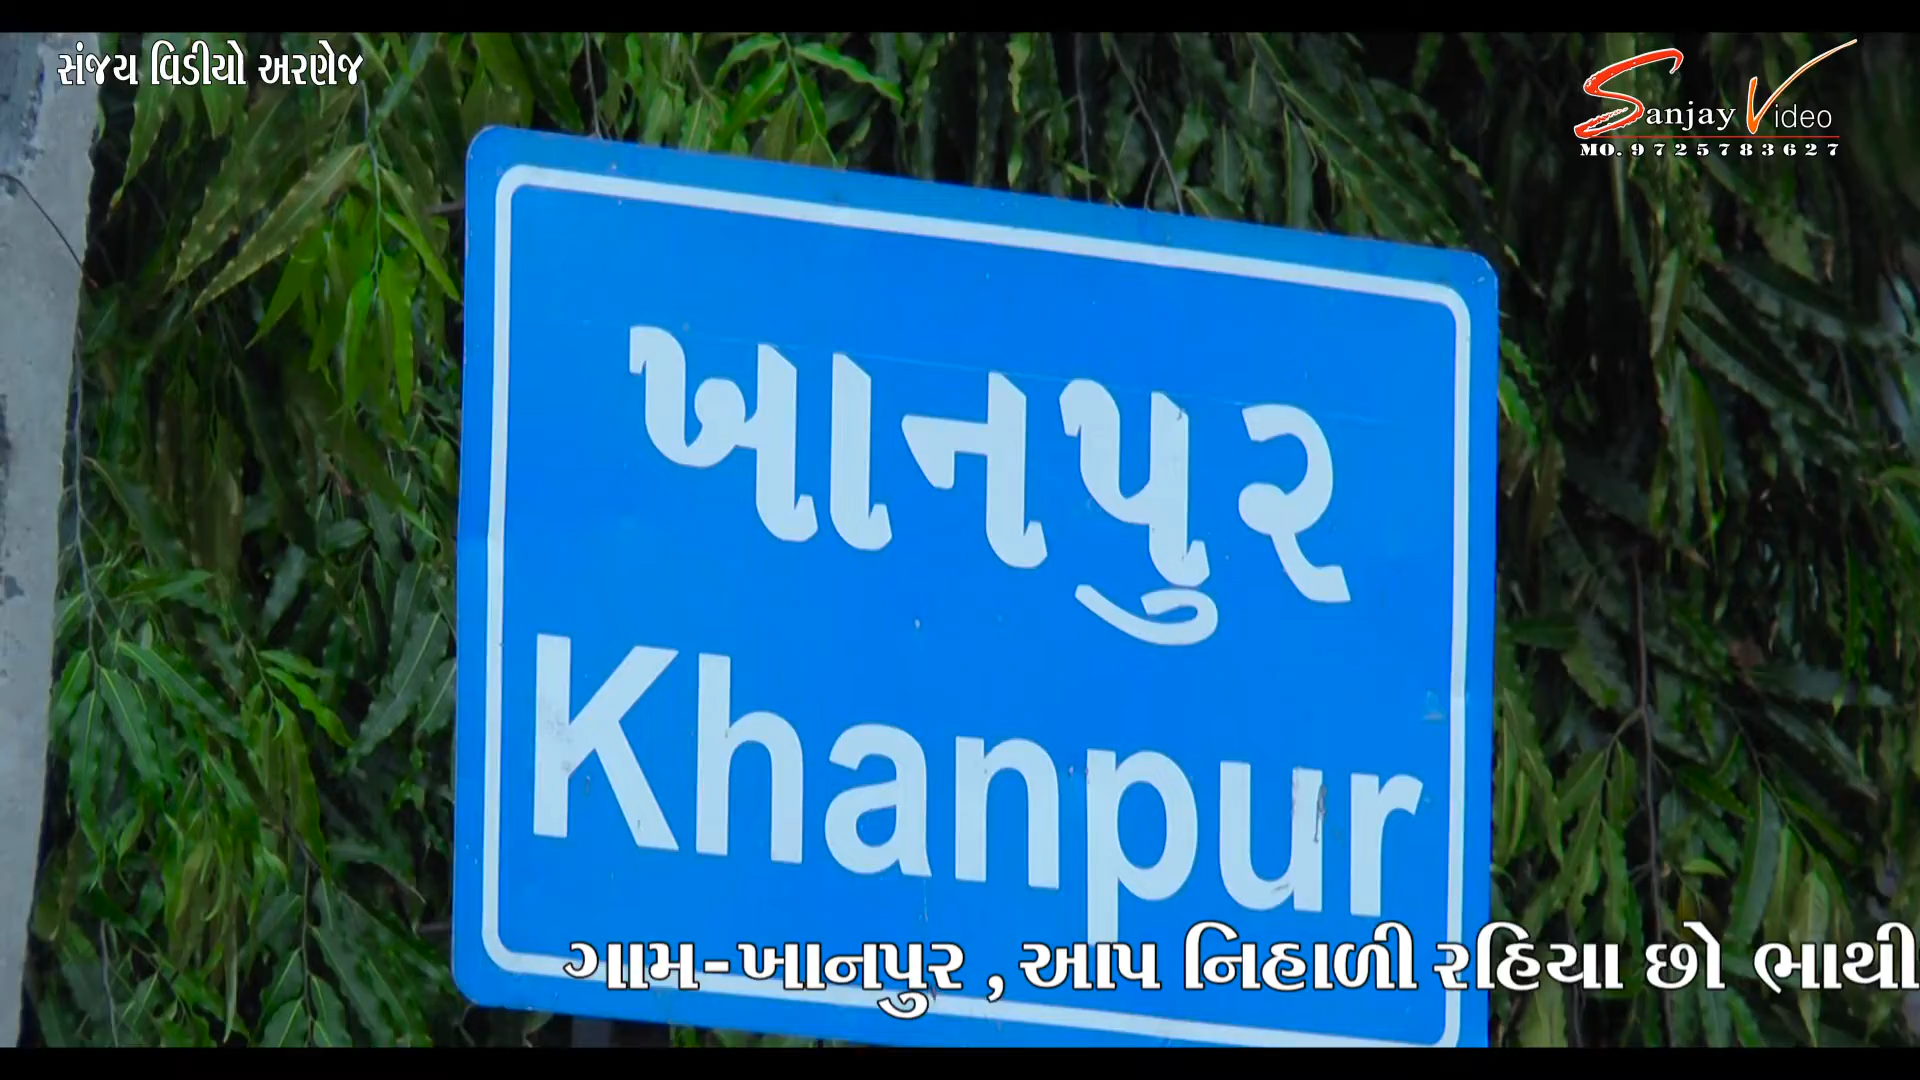 સંજય વિડીયો અરણેજ
Sanjay Video
MO. 9725783627
ખાનપુર
Khanpur
ગામ-ખાનપુર , આપ નિહાળી રહિયા છો ભાથી